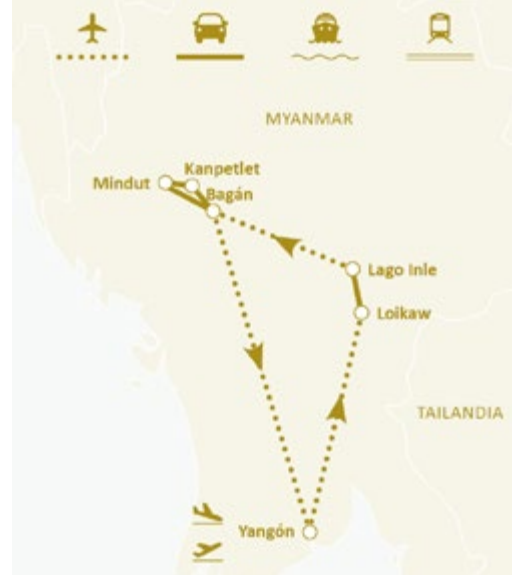 MYANMAR
Kanpetlet
Mindut
Bagán
Lago Inle
Loikaw
TAILANDIA
Yangón